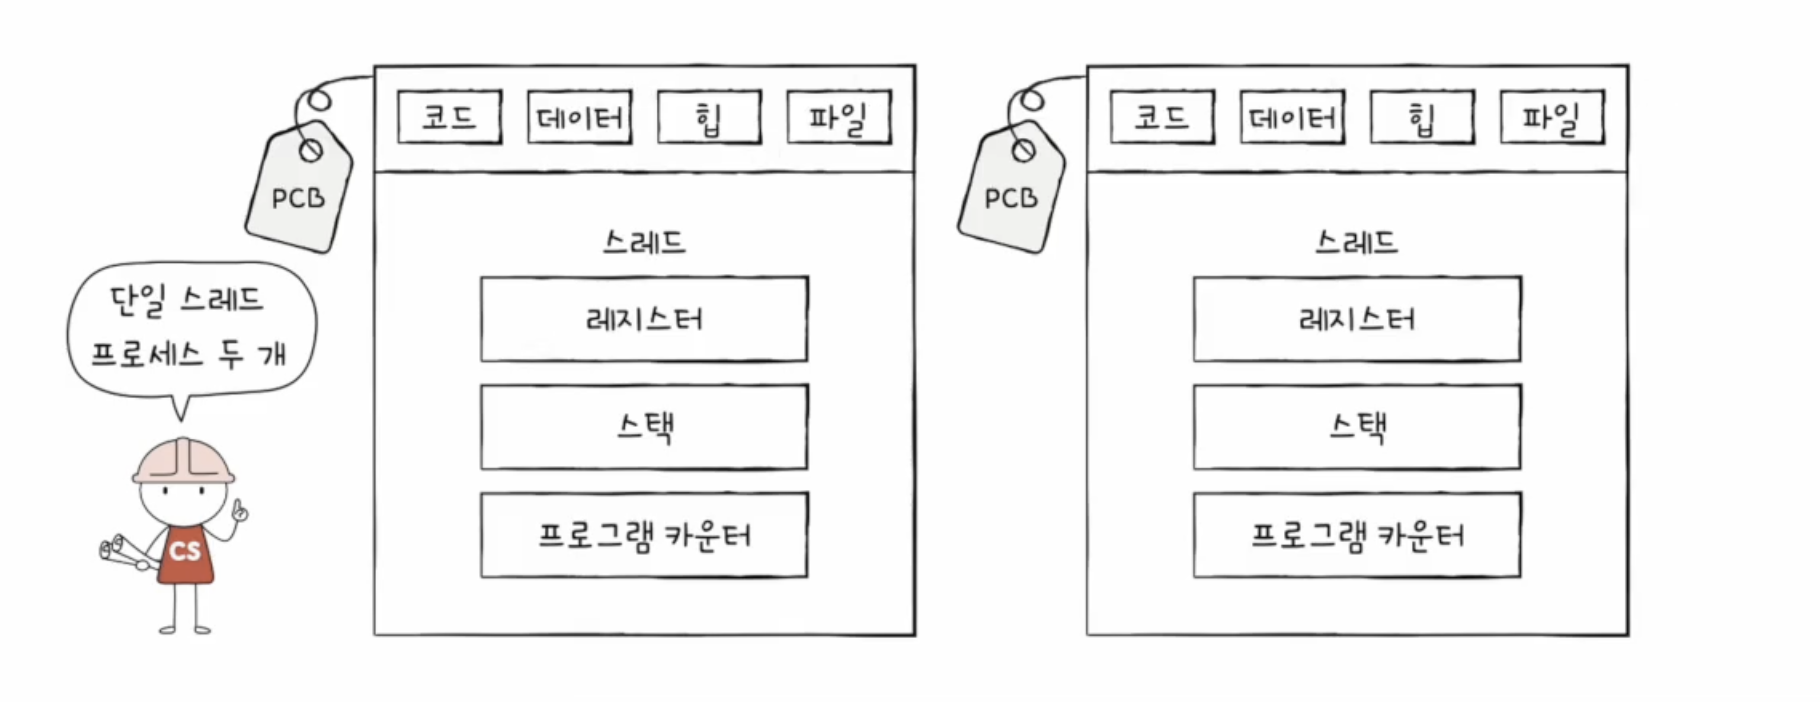 코드 데이터 힙 파일
PCB
스레드
레지스터
스택
프로그램 카운터
코드 데이터 힙 파일
PCB
스레드
레지스터
스택
프로그램 카운터
단일 스레드
프로세스 두 개
CS